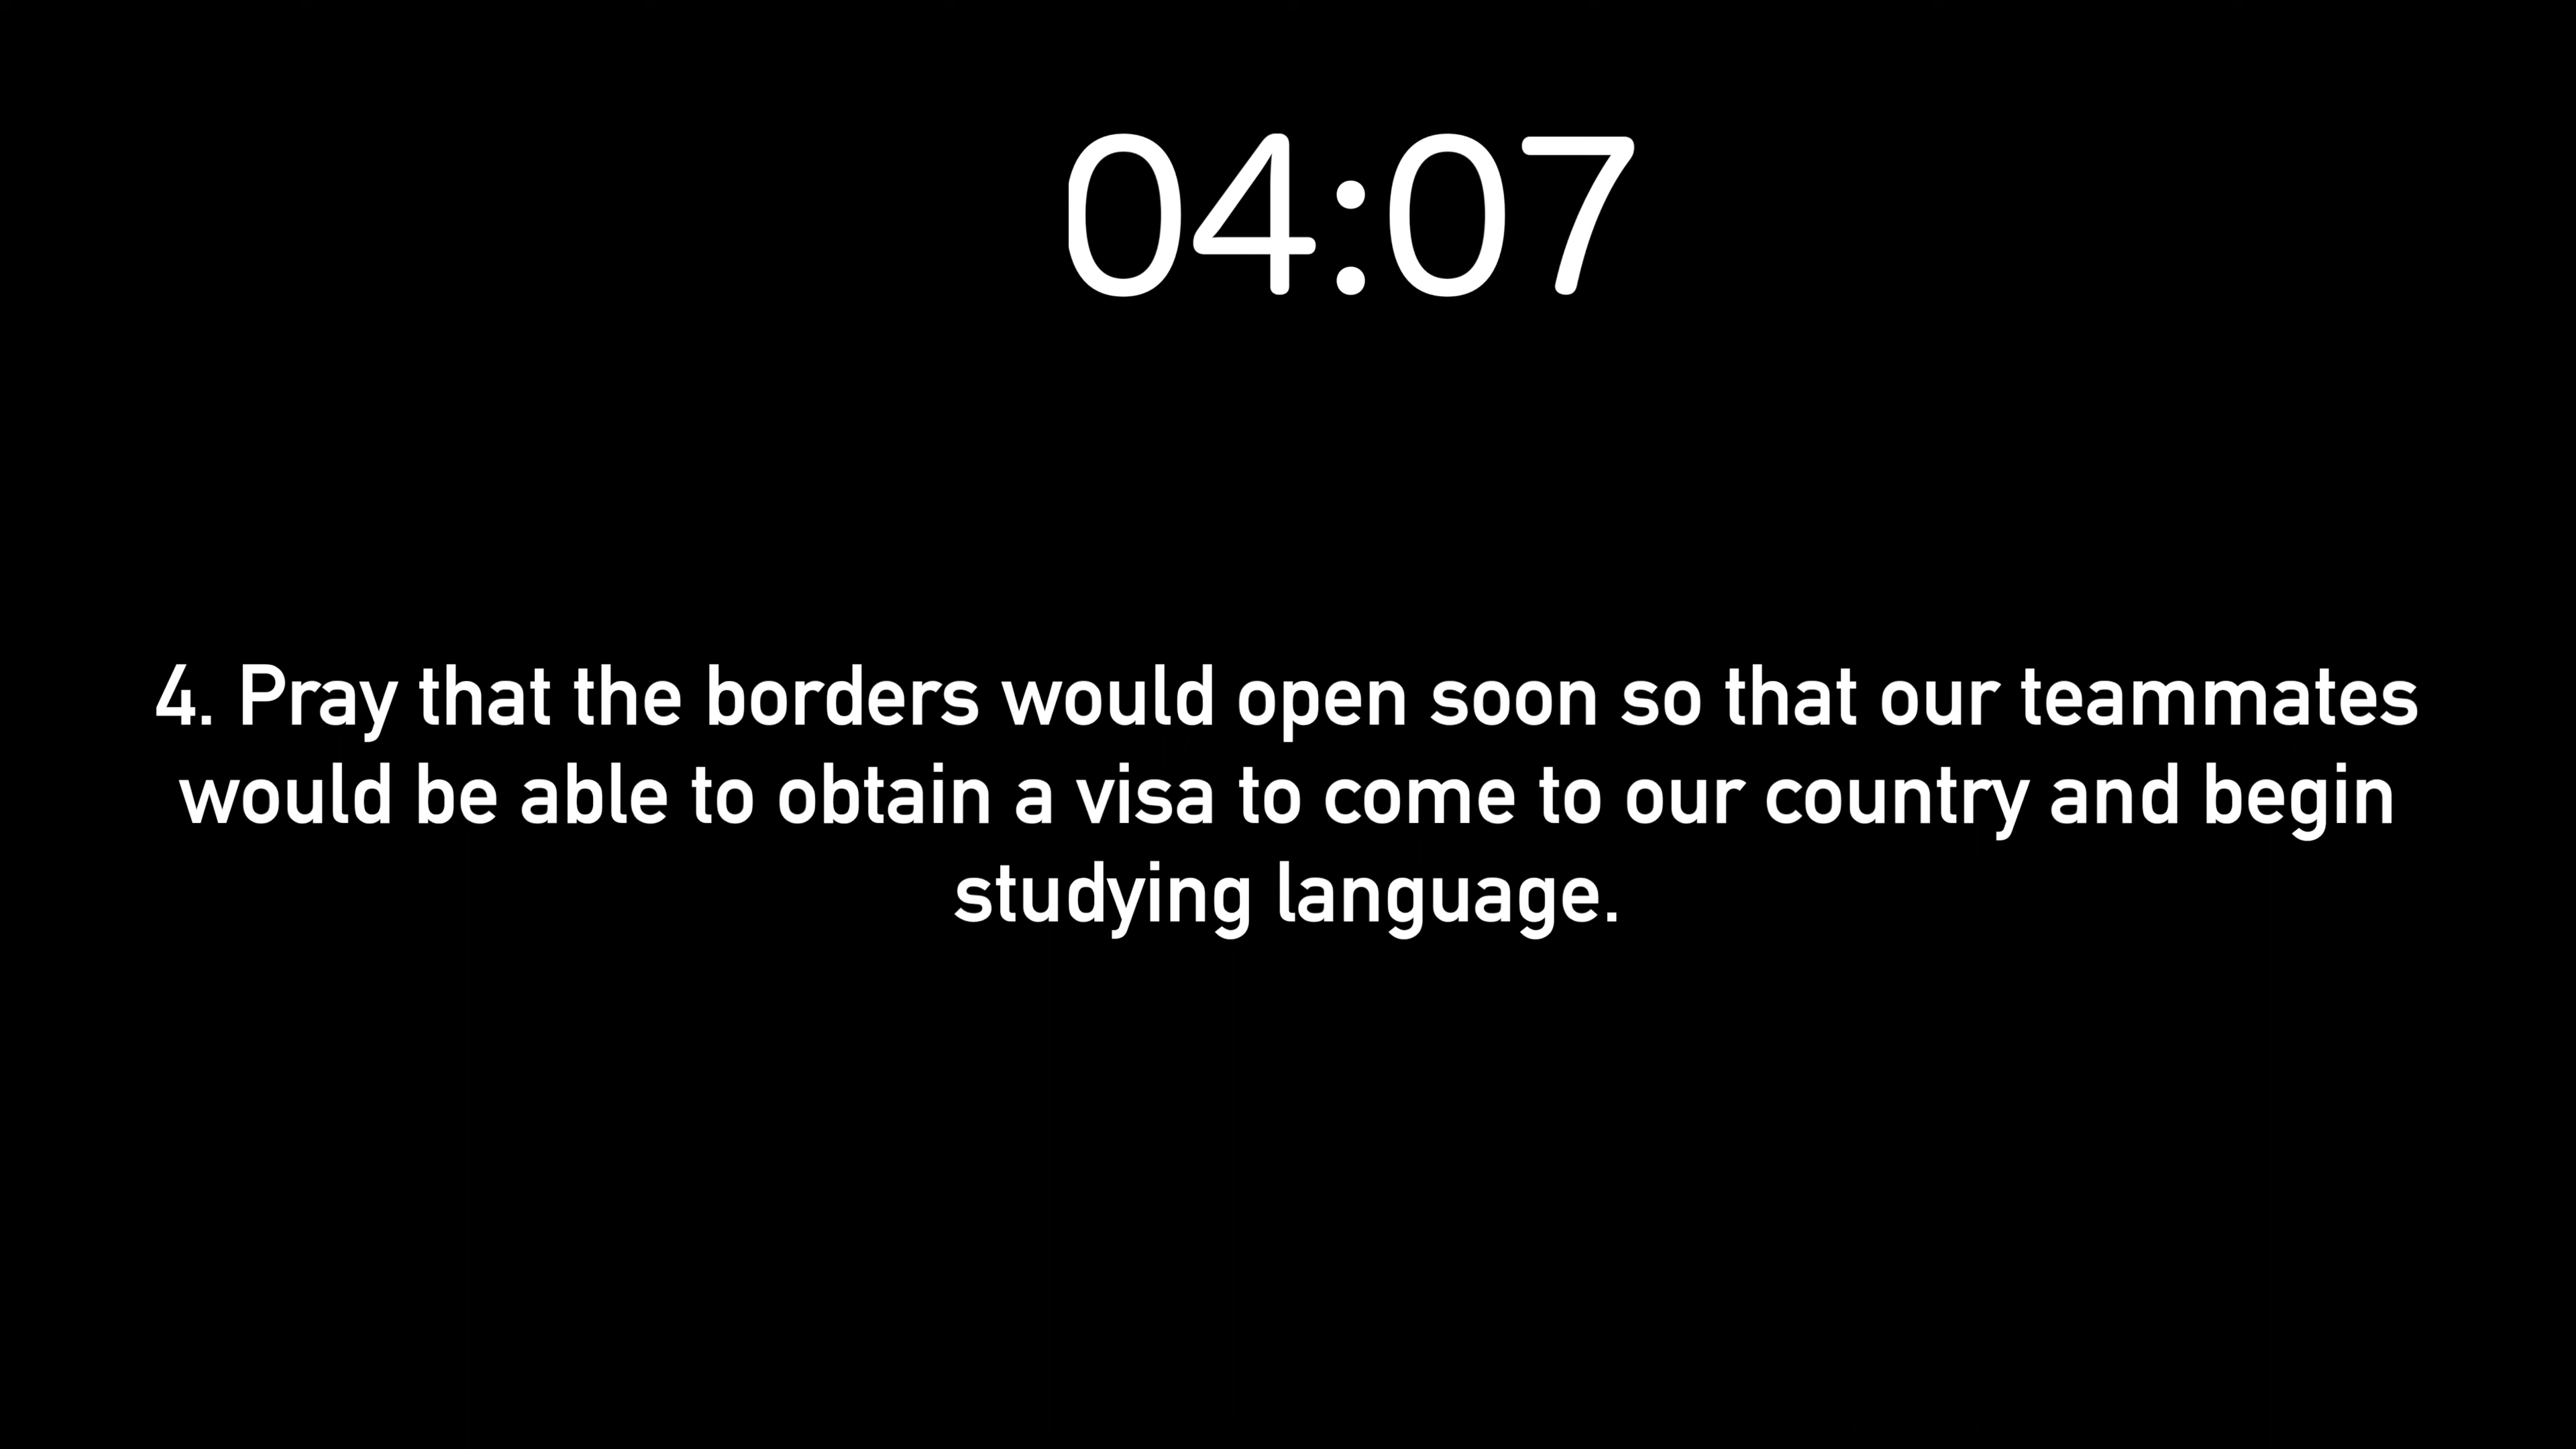 04:07
4. Pray that the borders would open soon so that our teammates
would be able to obtain a visa to come to our country and begin
studying language.